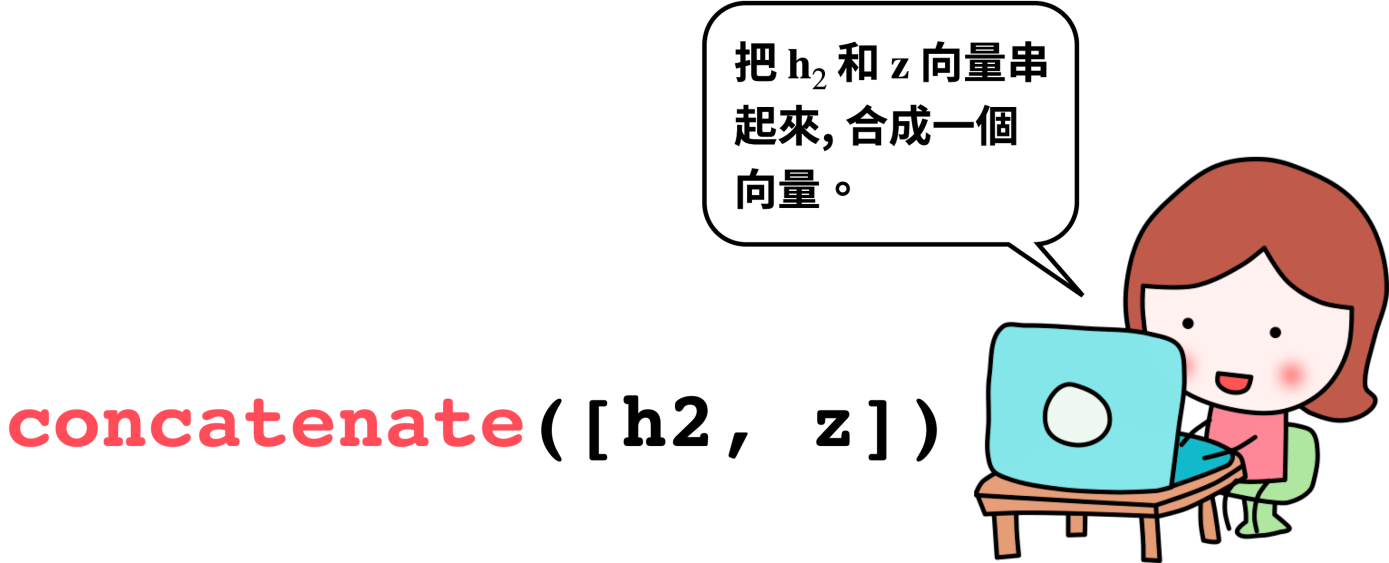 把 h₂ 和 z 向量串
起來, 合成一個
向量。
concatenate([h2, z])